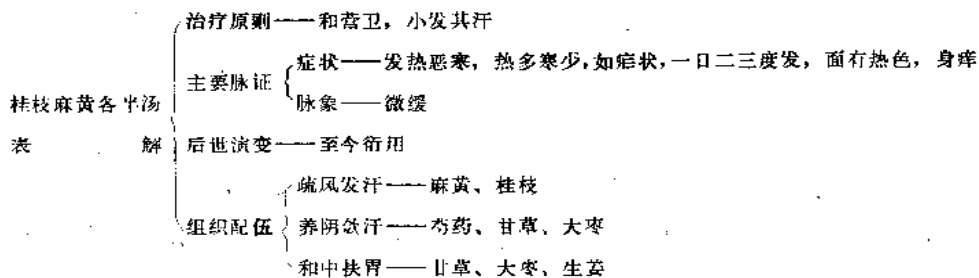 治疗原则——和营卫，小发其汗
主要脉证
症状——发热恶寒，热多寒少，如疟状，一日二三度发，面有热色，身痒
脉象——微缓
桂枝麻黄各半汤
表解
后世演变——至今衍用
组织配伍
疏风发汗——麻黄、桂枝
养阴敛汗——芍药、甘草、大枣
和中扶胃——甘草、大枣、生姜